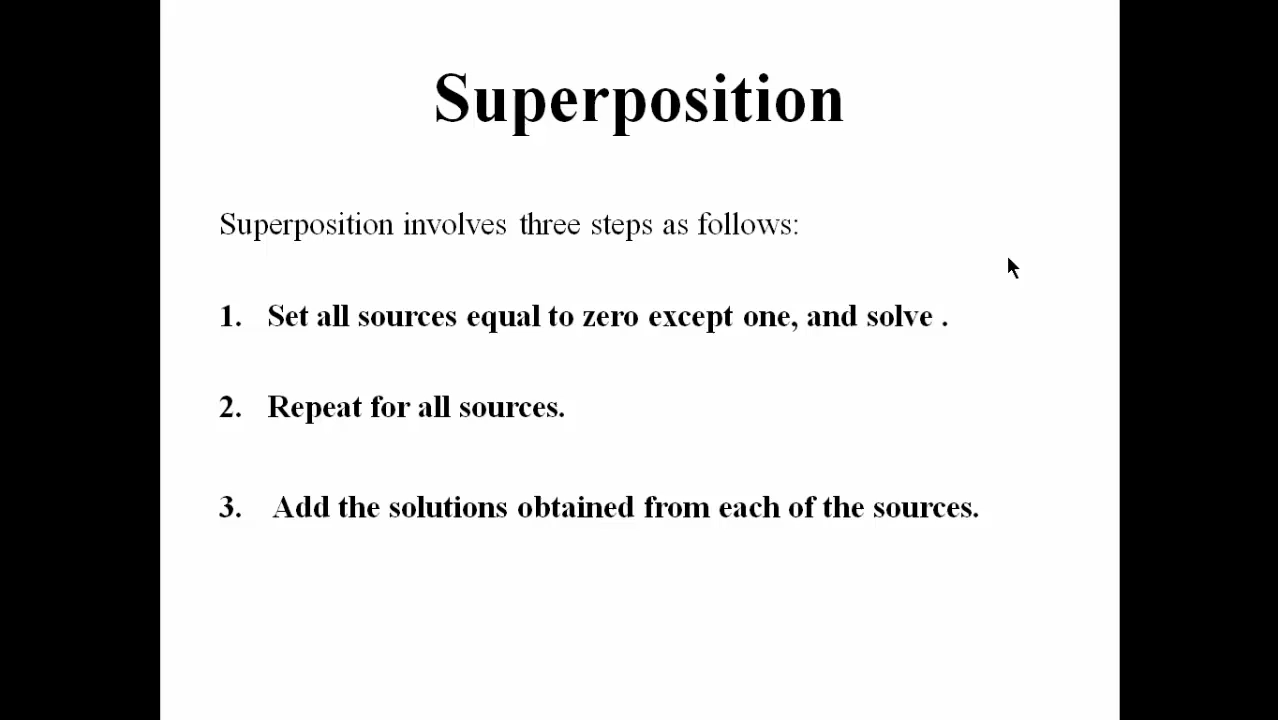 Superposition
Superposition involves three steps as follows:
1. Set all sources equal to zero except one, and solve .
2. Repeat for all sources.
3. Add the solutions obtained from each of the sources.